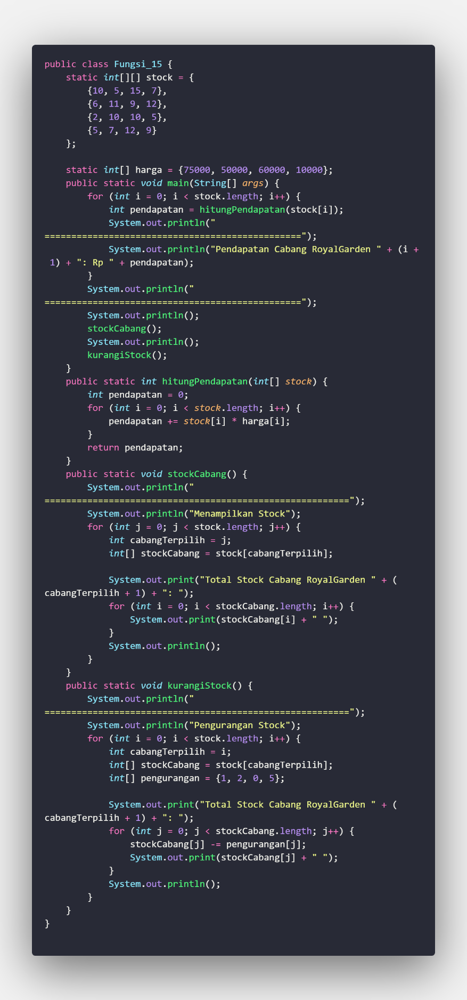 public class Fungsi_15 {
    static int[][] stock = {
        {10, 5, 15, 7},
        {6, 11, 9, 12},
        {2, 10, 10, 5},
        {5, 7, 12, 9}
    };

    static int[] harga = {75000, 50000, 60000, 10000};
    public static void main(String[] args) {
        for (int i = 0; i < stock.length; i++) {
            int pendapatan = hitungPendapatan(stock[i]);
            System.out.println("
================================================");
            System.out.println("Pendapatan Cabang RoyalGarden " + (i +
 1) + ": Rp " + pendapatan);
        }
        System.out.println("
================================================");
        System.out.println();
        stockCabang();
        System.out.println();
        kurangiStock();
    }
    public static int hitungPendapatan(int[] stock) {
        int pendapatan = 0;
        for (int i = 0; i < stock.length; i++) {
            pendapatan += stock[i] * harga[i];
        }
        return pendapatan;
    }
    public static void stockCabang() {
        System.out.println("
=========================================================");
        System.out.println("Menampilkan Stock");
        for (int j = 0; j < stock.length; j++) {
            int cabangTerpilih = j;
            int[] stockCabang = stock[cabangTerpilih];

            System.out.print("Total Stock Cabang RoyalGarden " + (
cabangTerpilih + 1) + ": ");
            for (int i = 0; i < stockCabang.length; i++) {
                System.out.print(stockCabang[i] + " ");
            }
            System.out.println();
        }
    }
    public static void kurangiStock() {
        System.out.println("
=========================================================");
        System.out.println("Pengurangan Stock");
        for (int i = 0; i < stock.length; i++) {
            int cabangTerpilih = i;
            int[] stockCabang = stock[cabangTerpilih];
            int[] pengurangan = {1, 2, 0, 5};

            System.out.print("Total Stock Cabang RoyalGarden " + (
cabangTerpilih + 1) + ": ");
            for (int j = 0; j < stockCabang.length; j++) {
                stockCabang[j] -= pengurangan[j];
                System.out.print(stockCabang[j] + " ");
            }
            System.out.println();
        }
    }
}